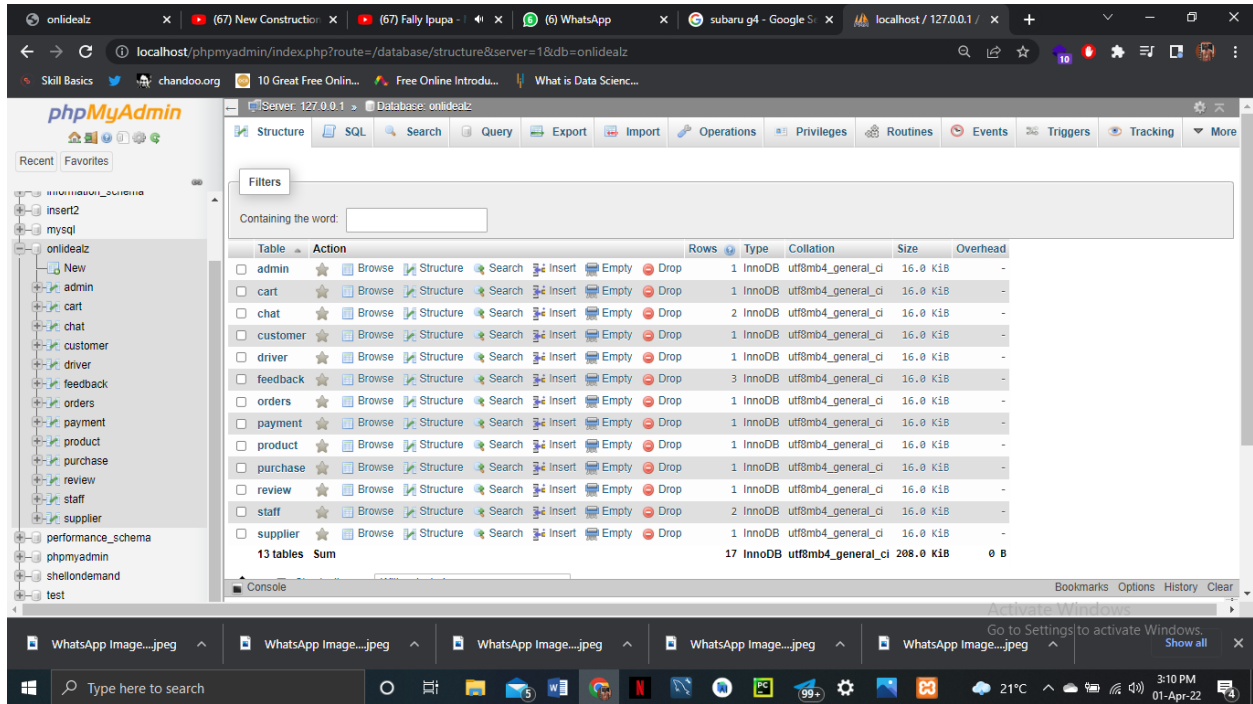 onlidealz
(67) New Construction
(67) Fally Ipupa -
(6) WhatsApp
subaru g4 - Google Se
localhost / 127.0.0.1 /
localhost/phpmyadmin/index.php?route=/database/structure&server=1&db=onlidealz
10
Skill Basics
chandoo.org
10 Great Free Onlin...
Free Online Introdu...
What is Data Scienc...
phpMyAdmin
Recent
Favorites
information_schema
insert2
mysql
onlidealz
New
admin
cart
chat
customer
driver
feedback
orders
payment
product
purchase
review
staff
supplier
performance_schema
phpmyadmin
shellondemand
test
Server: 127.0.0.1 » Database: onlidealz
Structure SQL Search Query Export Import Operations Privileges Routines Events Triggers Tracking More
Filters
Containing the word:
Table Action Rows Type Collation Size Overhead
admin Browse Structure Search Insert Empty Drop 1 InnoDB utf8mb4_general_ci 16.0 KiB -
cart Browse Structure Search Insert Empty Drop 1 InnoDB utf8mb4_general_ci 16.0 KiB -
chat Browse Structure Search Insert Empty Drop 2 InnoDB utf8mb4_general_ci 16.0 KiB -
customer Browse Structure Search Insert Empty Drop 1 InnoDB utf8mb4_general_ci 16.0 KiB -
driver Browse Structure Search Insert Empty Drop 1 InnoDB utf8mb4_general_ci 16.0 KiB -
feedback Browse Structure Search Insert Empty Drop 3 InnoDB utf8mb4_general_ci 16.0 KiB -
orders Browse Structure Search Insert Empty Drop 1 InnoDB utf8mb4_general_ci 16.0 KiB -
payment Browse Structure Search Insert Empty Drop 1 InnoDB utf8mb4_general_ci 16.0 KiB -
product Browse Structure Search Insert Empty Drop 1 InnoDB utf8mb4_general_ci 16.0 KiB -
purchase Browse Structure Search Insert Empty Drop 1 InnoDB utf8mb4_general_ci 16.0 KiB -
review Browse Structure Search Insert Empty Drop 1 InnoDB utf8mb4_general_ci 16.0 KiB -
staff Browse Structure Search Insert Empty Drop 2 InnoDB utf8mb4_general_ci 16.0 KiB -
supplier Browse Structure Search Insert Empty Drop 1 InnoDB utf8mb4_general_ci 16.0 KiB -
13 tables Sum 17 InnoDB utf8mb4_general_ci 208.0 KiB 0 B
Console
Bookmarks Options History Clear
Activate Windows
Go to Settings to activate Windows.
WhatsApp Image....jpeg
WhatsApp Image....jpeg
WhatsApp Image....jpeg
WhatsApp Image....jpeg
WhatsApp Image....jpeg
Show all
Type here to search
5
PC
99+
21°C
3:10 PM
01-Apr-22
4